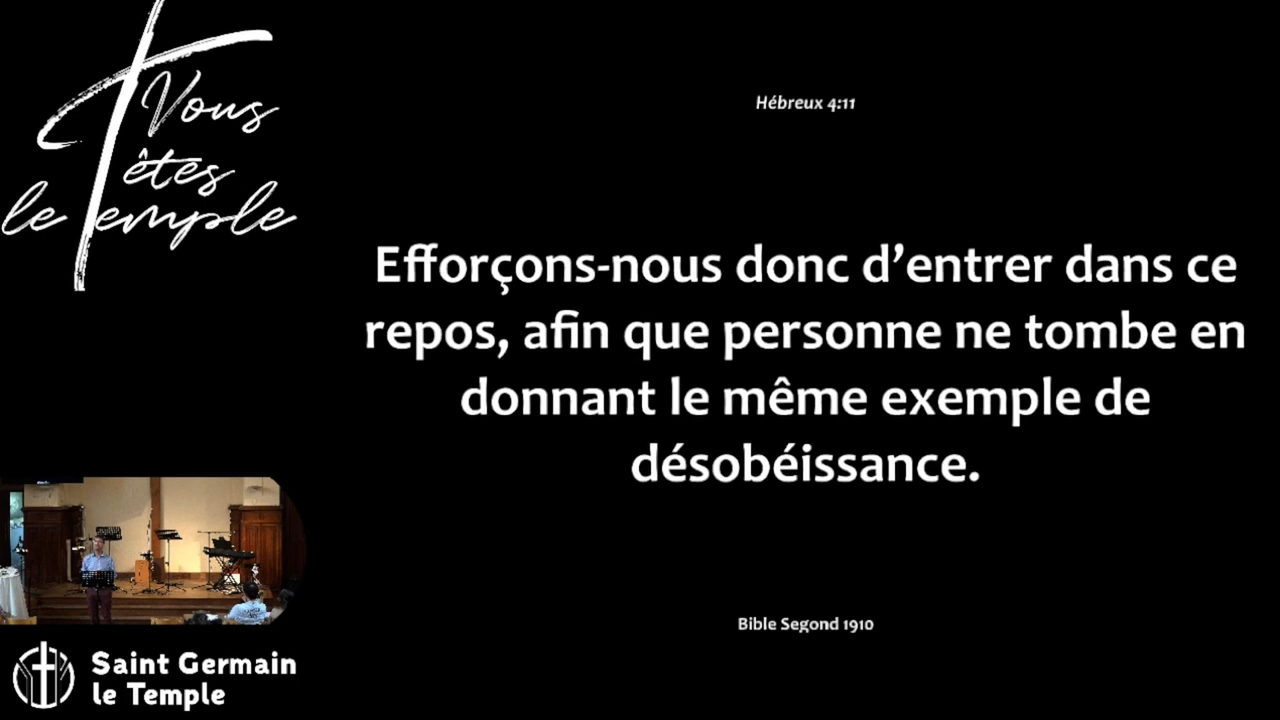 Vous
êtes
le Temple
Hébreux 4:11
Efforçons-nous donc d’entrer dans ce
repos, afin que personne ne tombe en
donnant le même exemple de
désobéissance.
Bible Segond 1910
Saint Germain
le Temple